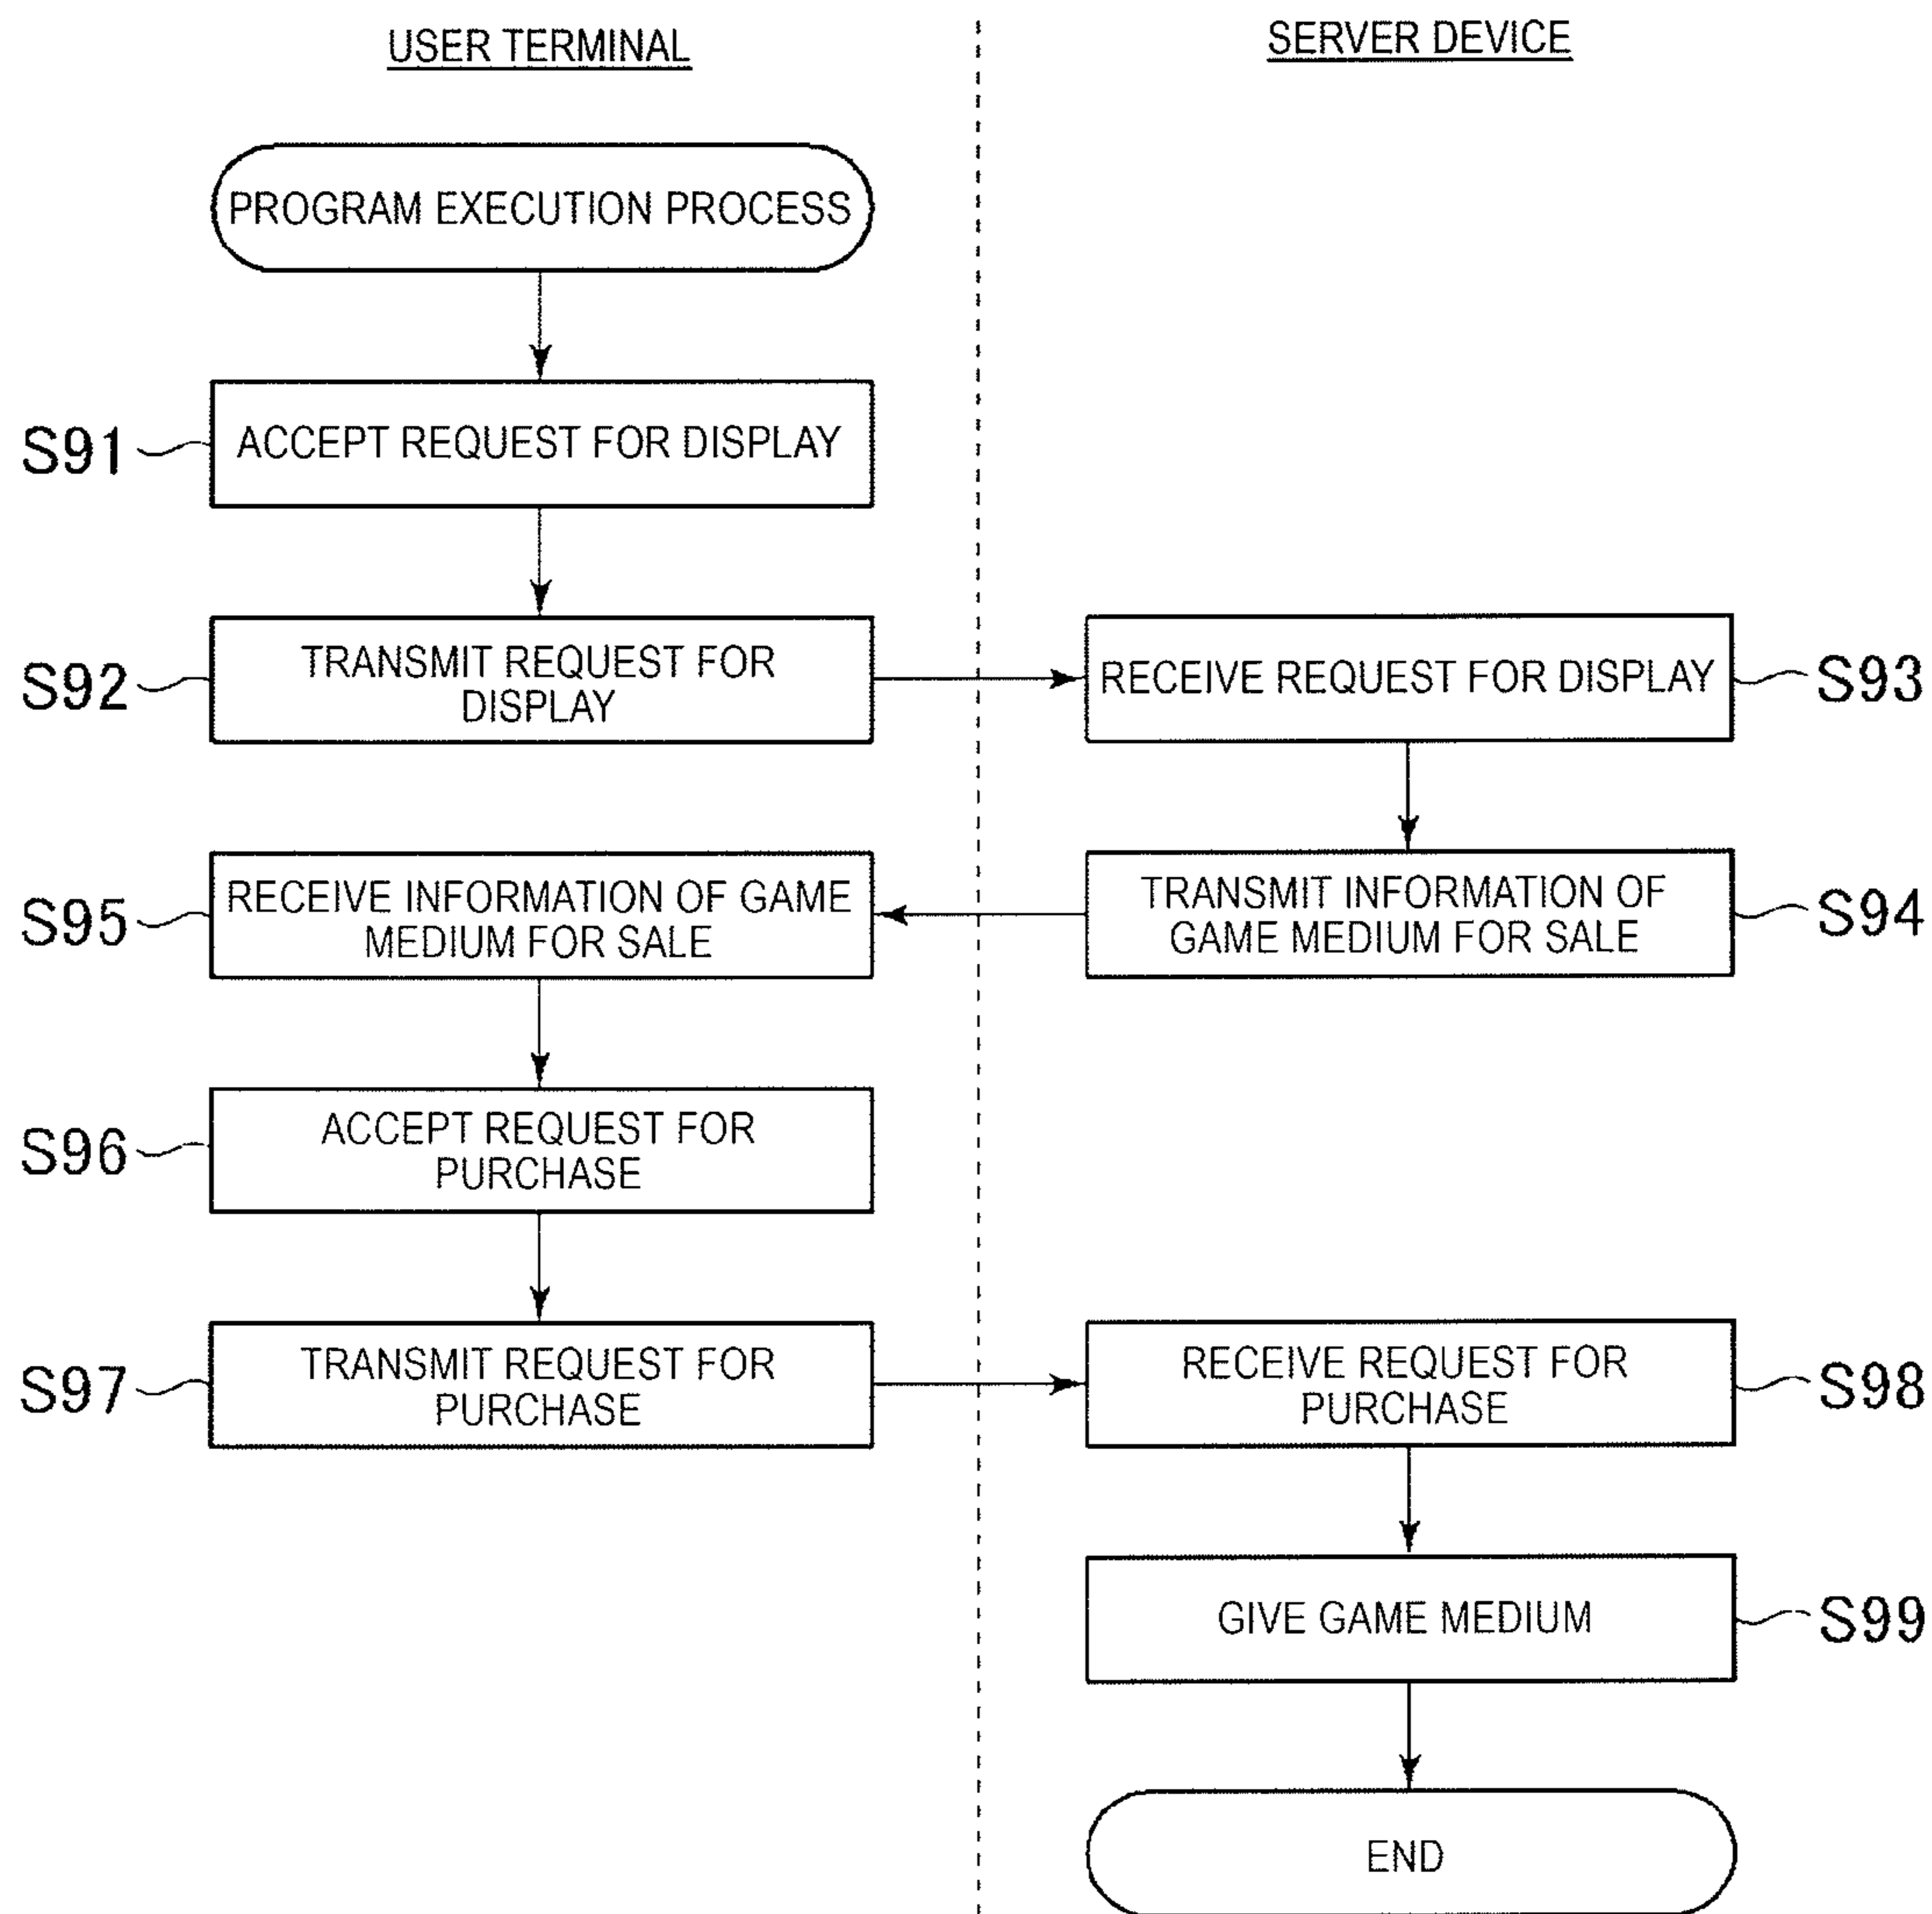 USER TERMINAL
SERVER DEVICE
PROGRAM EXECUTION PROCESS
S91
ACCEPT REQUEST FOR DISPLAY
S92
TRANSMIT REQUEST FOR
DISPLAY
RECEIVE REQUEST FOR DISPLAY
S93
S95
RECEIVE INFORMATION OF GAME
MEDIUM FOR SALE
TRANSMIT INFORMATION OF
GAME MEDIUM FOR SALE
S94
S96
ACCEPT REQUEST FOR
PURCHASE
S97
TRANSMIT REQUEST FOR
PURCHASE
RECEIVE REQUEST FOR
PURCHASE
S98
GIVE GAME MEDIUM
S99
END